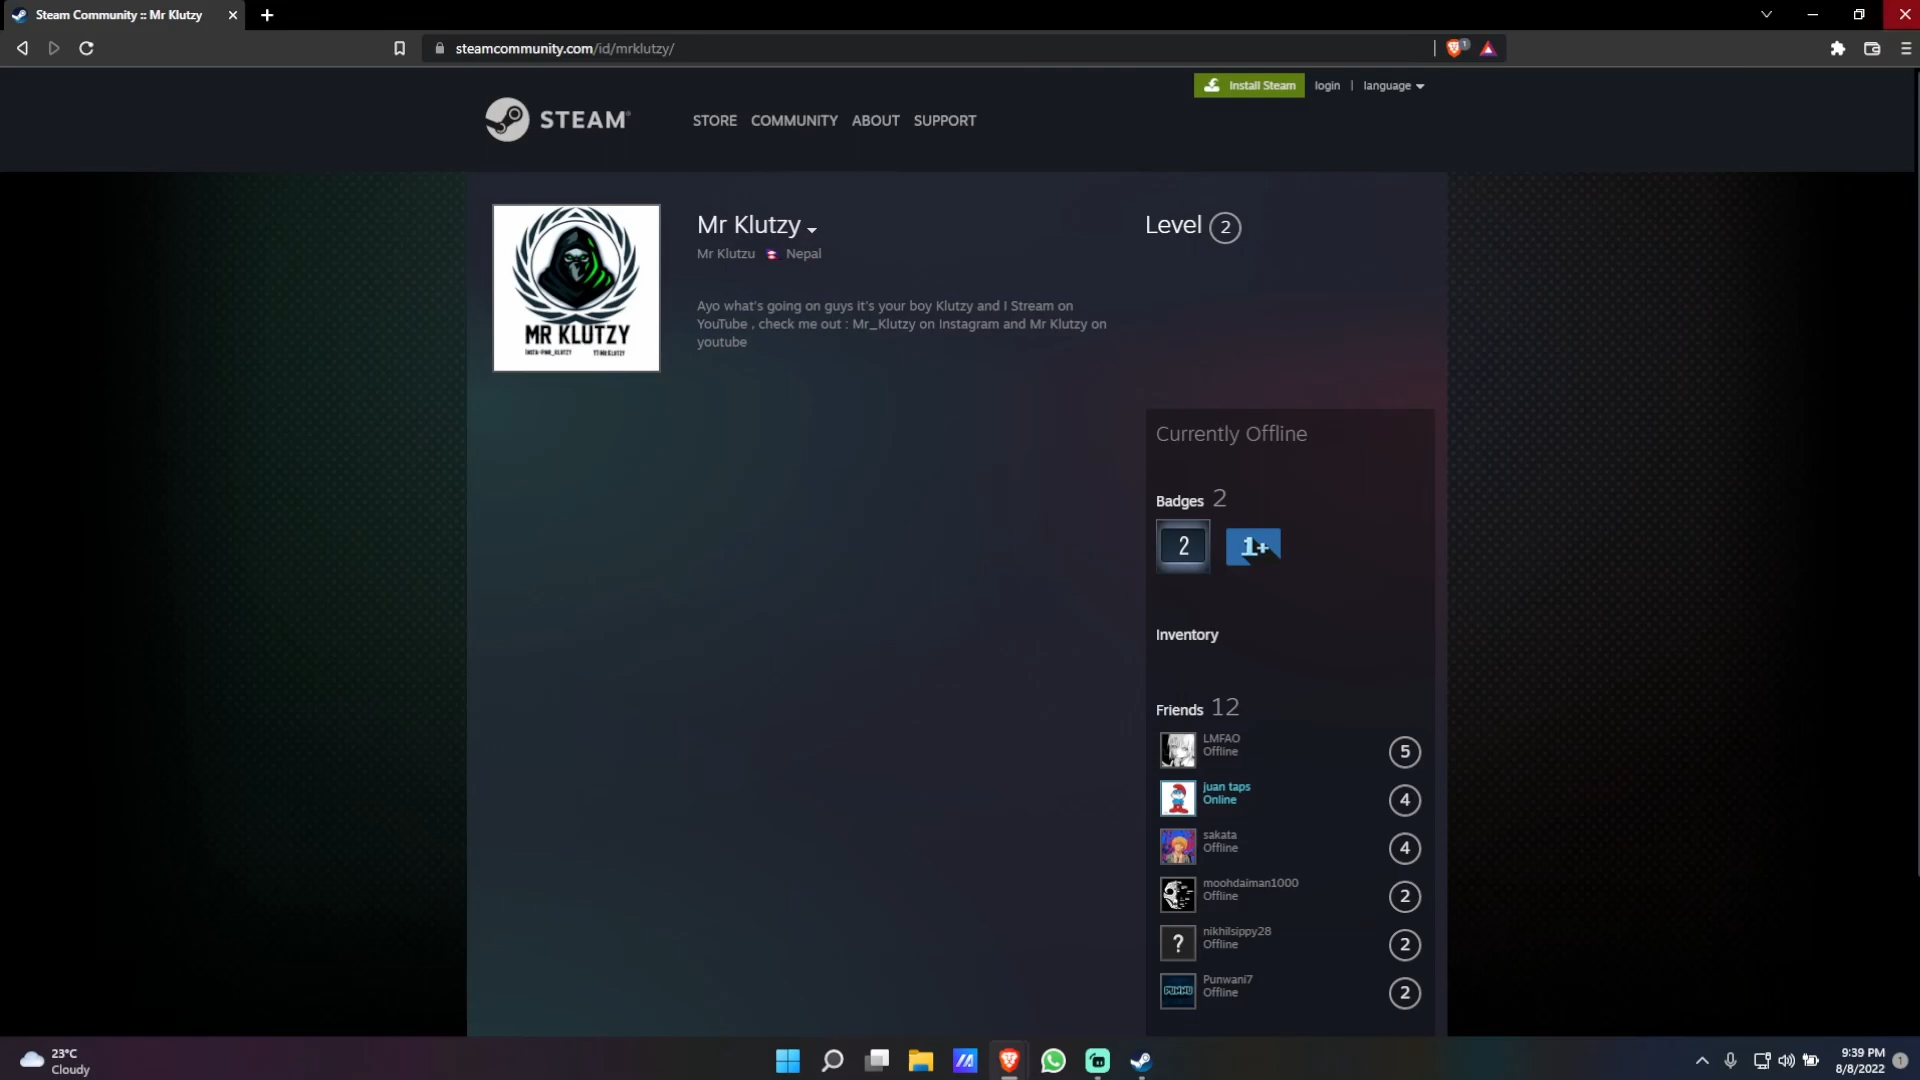 Steam Community :: Mr Klutzy
steamcommunity.com/id/mrklutzy/
1
Install Steam login | language
STEAM®
STORE COMMUNITY ABOUT SUPPORT
MR KLUTZY
Mr Klutzy
Mr Klutzu Nepal
Ayo what's going on guys it's your boy Klutzy and I Stream on
YouTube , check me out : Mr_Klutzy on Instagram and Mr Klutzy on
youtube
Level 2
Currently Offline
Badges 2
2 1+
Inventory
Friends 12
LMFAO
Offline
5
juan taps
Online
4
sakata
Offline
4
moohdaiman1000
Offline
2
?
nikhilsippy28
Offline
2
Punwani7
Offline
2
23°C
Cloudy
9:39 PM
8/8/2022
1